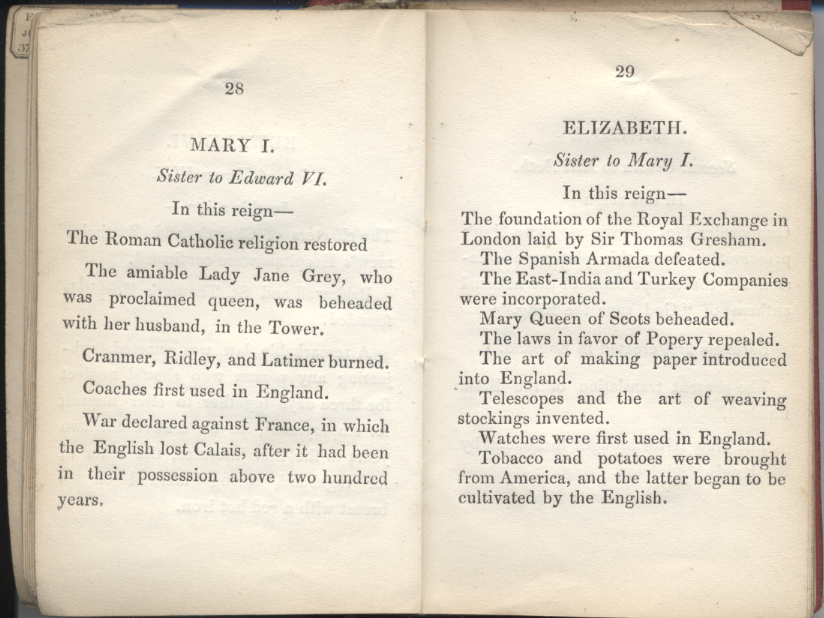 28
MARY I.
Sister to Edward VI.
In this reign—
The Roman Catholic religion restored
The amiable Lady Jane Grey, who
was proclaimed queen, was beheaded
with her husband, in the Tower.
Cranmer, Ridley, and Latimer burned.
Coaches first used in England.
War declared against France, in which
the English lost Calais, after it had been
in their possession above two hundred
years.
29
ELIZABETH.
Sister to Mary I.
In this reign—
The foundation of the Royal Exchange in
London laid by Sir Thomas Gresham.
The Spanish Armada defeated.
The East-India and Turkey Companies
were incorporated.
Mary Queen of Scots beheaded.
The laws in favor of Popery repealed.
The art of making paper introduced
into England.
Telescopes and the art of weaving
stockings invented.
Watches were first used in England.
Tobacco and potatoes were brought
from America, and the latter began to be
cultivated by the English.